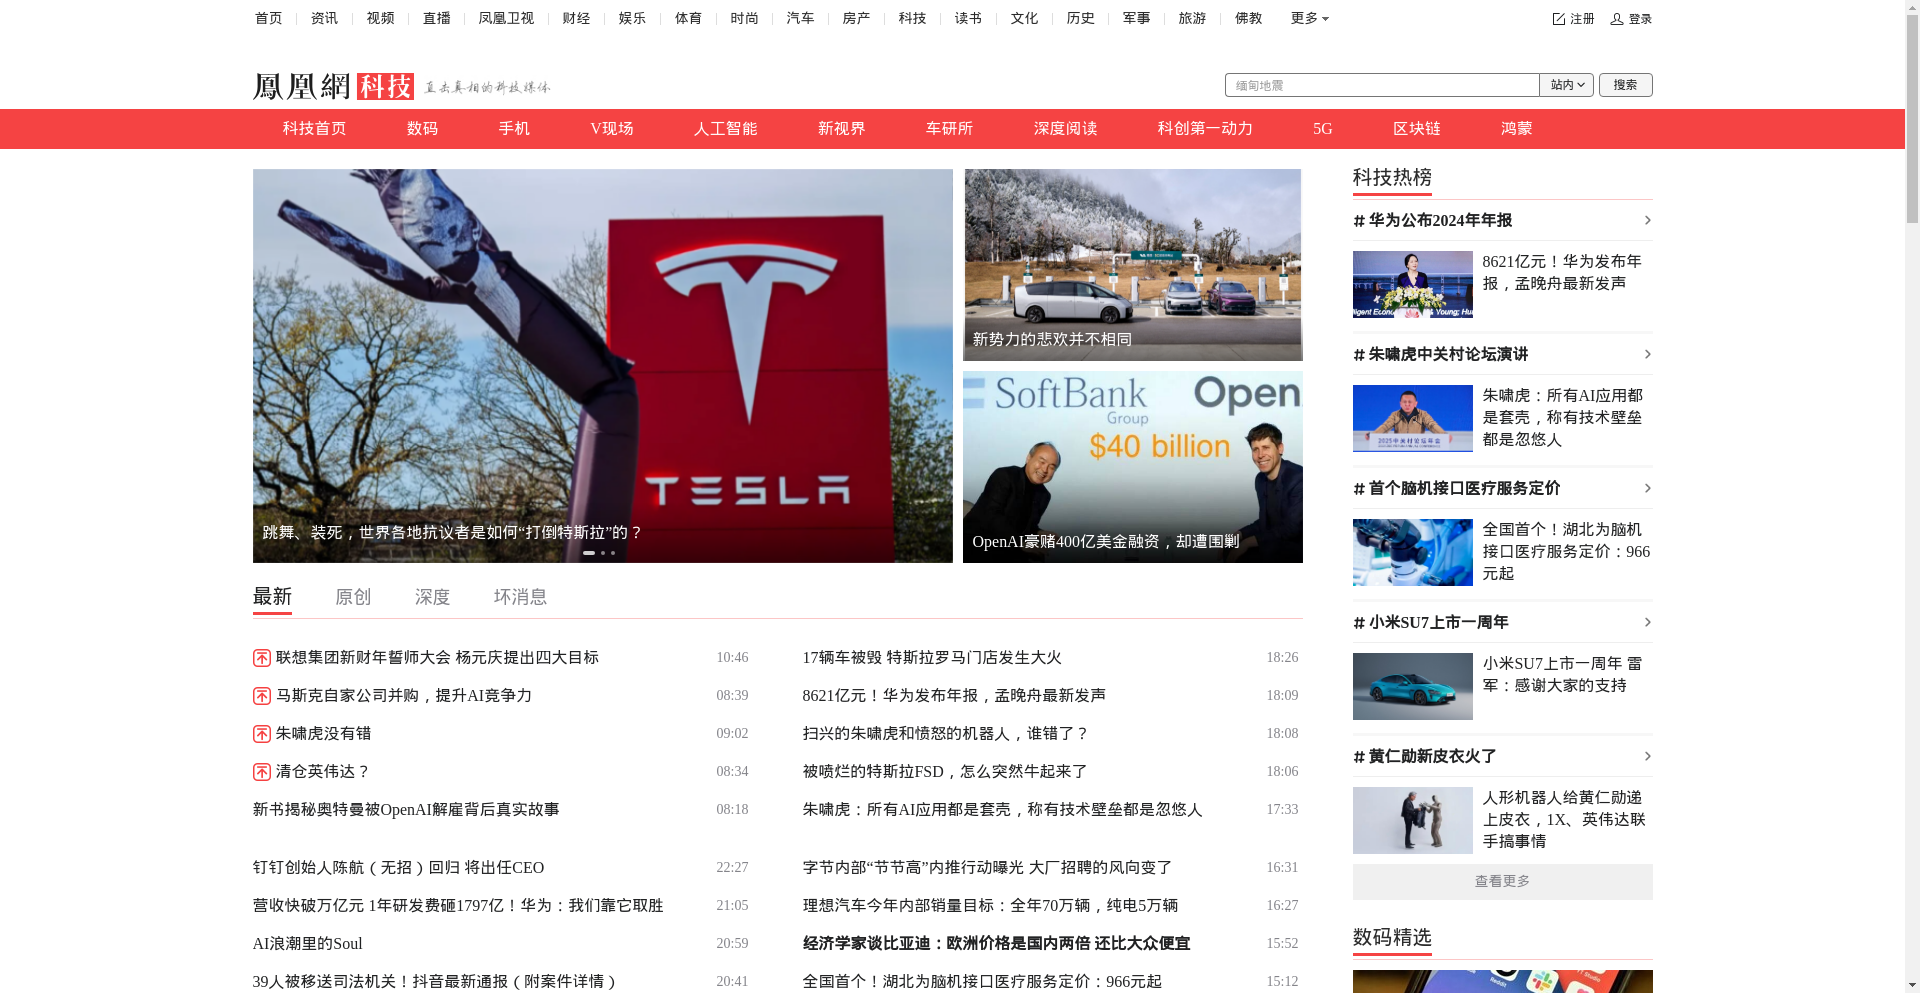 首页 资讯 视频 直播 凤凰卫视 财经 娱乐 体育 时尚 汽车 房产 科技 读书 文化 历史 军事 旅游 佛教 更多 注册 登录
鳳凰網 科技 直击真相的科技媒体 缅甸地震 站内 搜索
科技首页 数码 手机 V现场 人工智能 新视界 车研所 深度阅读 科创第一动力 5G 区块链 鸿蒙
TESLA
跳舞、装死，世界各地抗议者是如何“打倒特斯拉”的？
新势力的悲欢并不相同
SoftBank
Group
Open
$40 billion
OpenAI豪赌400亿美金融资，却遭围剿
最新 原创 深度 坏消息
联想集团新财年誓师大会 杨元庆提出四大目标 10:46
马斯克自家公司并购，提升AI竞争力 08:39
朱啸虎没有错 09:02
清仓英伟达？ 08:34
新书揭秘奥特曼被OpenAI解雇背后真实故事 08:18
钉钉创始人陈航（无招）回归 将出任CEO 22:27
营收快破万亿元 1年研发费砸1797亿！华为：我们靠它取胜 21:05
AI浪潮里的Soul 20:59
39人被移送司法机关！抖音最新通报（附案件详情） 20:41
17辆车被毁 特斯拉罗马门店发生大火 18:26
8621亿元！华为发布年报，孟晚舟最新发声 18:09
扫兴的朱啸虎和愤怒的机器人，谁错了？ 18:08
被喷烂的特斯拉FSD，怎么突然牛起来了 18:06
朱啸虎：所有AI应用都是套壳，称有技术壁垒都是忽悠人 17:33
字节内部“节节高”内推行动曝光 大厂招聘的风向变了 16:31
理想汽车今年内部销量目标：全年70万辆，纯电5万辆 16:27
经济学家谈比亚迪：欧洲价格是国内两倍 还比大众便宜 15:52
全国首个！湖北为脑机接口医疗服务定价：966元起 15:12
科技热榜
# 华为公布2024年年报
8621亿元！华为发布年
报，孟晚舟最新发声
# 朱啸虎中关村论坛演讲
2025中关村论坛年会
朱啸虎：所有AI应用都
是套壳，称有技术壁垒
都是忽悠人
# 首个脑机接口医疗服务定价
全国首个！湖北为脑机
接口医疗服务定价：966
元起
# 小米SU7上市一周年
小米SU7上市一周年 雷
军：感谢大家的支持
# 黄仁勋新皮衣火了
人形机器人给黄仁勋递
上皮衣，1X、英伟达联
手搞事情
查看更多
数码精选
Reddit